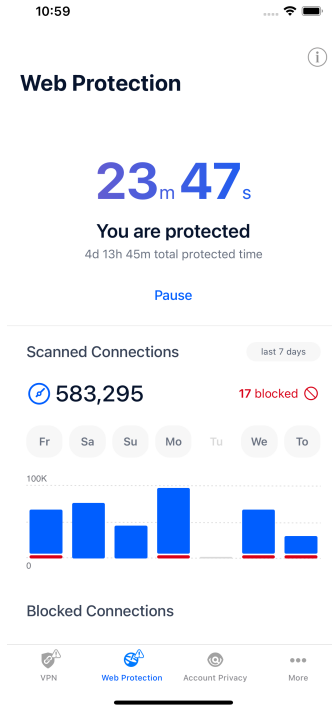 10:59
Web Protection
23m 47s
You are protected
4d 13h 45m total protected time
Pause
Scanned Connections last 7 days
583,295 17 blocked
Fr Sa Su Mo Tu We To
100K
0
Blocked Connections
VPN Web Protection Account Privacy More